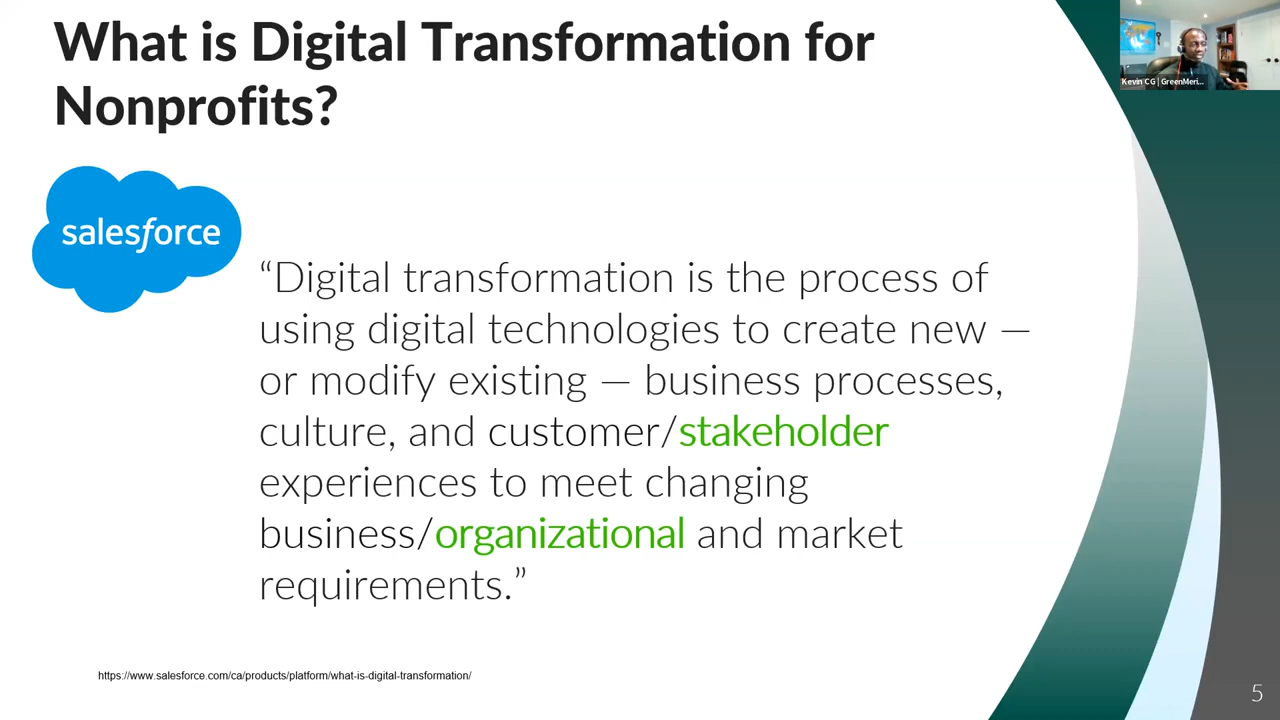 What is Digital Transformation for
Nonprofits?
Kevin CG | GreenMeri...
salesforce
“Digital transformation is the process of
using digital technologies to create new —
or modify existing — business processes,
culture, and customer/stakeholder
experiences to meet changing
business/organizational and market
requirements.”
https://www.salesforce.com/ca/products/platform/what-is-digital-transformation/
5